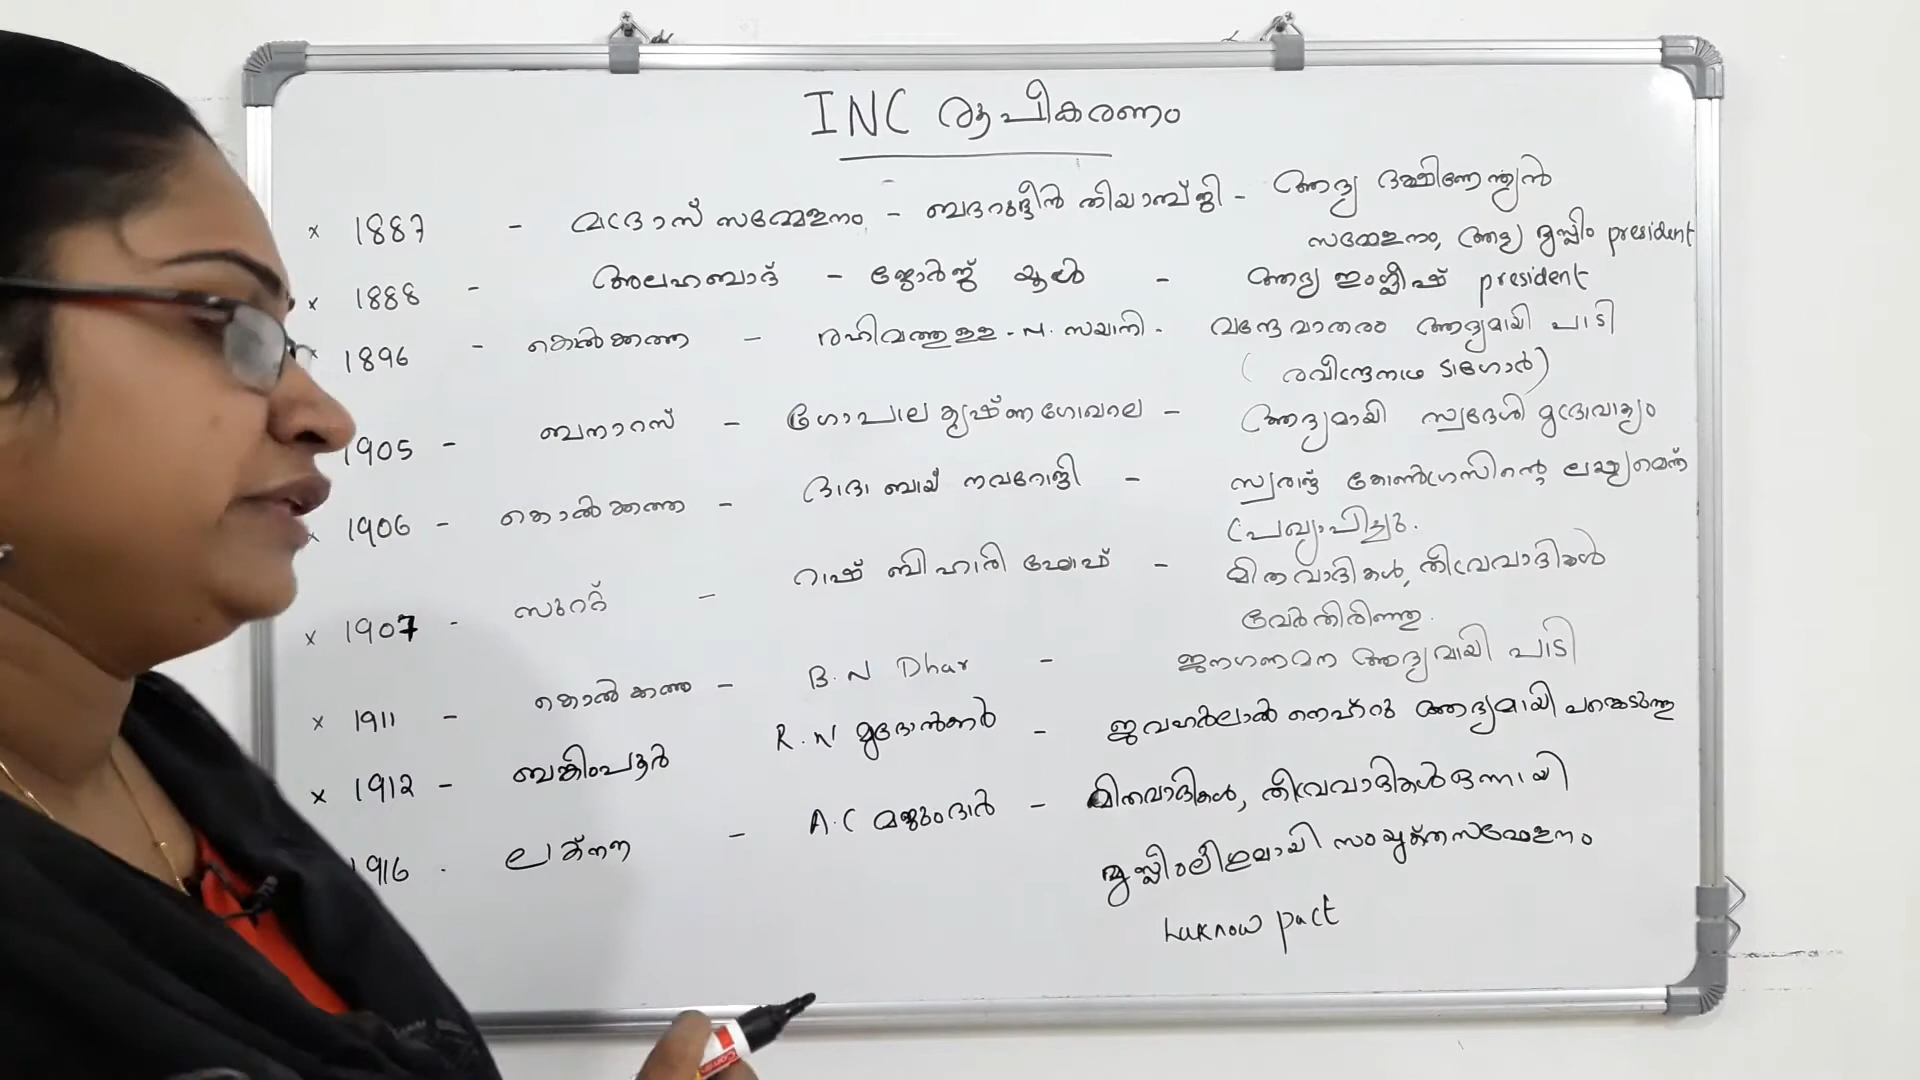 INC രൂപീകരണം
x 1887 - മദ്രാസ് സമ്മേളനം - ബദറുദ്ദീൻ തിയാബ്ജി - ആദ്യ ദക്ഷിണേന്ത്യൻ
സമ്മേളനം, ആദ്യ മുസ്ലീം president
x 1888 - അലഹബാദ് - ജോർജ്ജ് യൂൾ - ആദ്യ ഇംഗ്ലീഷ് president
x 1896 - കൊൽക്കത്ത - രഹിമത്തുള്ള - M. സയാനി - വന്ദേമാതരം ആദ്യമായി പാടി
(രവീന്ദ്രനാഥ ടാഗോർ)
1905 - ബനാറസ് - ഗോപാല കൃഷ്ണ ഗോഖലെ - ആദ്യമായി സ്വദേശി മുദ്രാവാക്യം
x 1906 - കൊൽക്കത്ത - ദാദാ ബായ് നവറോജി - സ്വരാജ് കോൺഗ്രസിന്റെ ലക്ഷ്യമെന്ന്
പ്രഖ്യാപിച്ചു.
x 1907 - സൂററ്റ് - റാഷ് ബിഹാരി ഘോഷ് - മിതവാദികൾ, തീവ്രവാദികൾ
വേർതിരിഞ്ഞു.
x 1911 - കൊൽക്കത്ത - B. N Dhar - ജനഗണമന ആദ്യമായി പാടി
x 1912 - ബങ്കിംപൂർ R. N മുധോൽക്കർ - ജവഹർലാൽ നെഹ്റു ആദ്യമായി പങ്കെടുത്തു
1916 - ലക്നൗ - A. C മജുംദാർ - മിതവാദികൾ, തീവ്രവാദികൾ ഒന്നായി
മുസ്ലീംലീഗുമായി സംയുക്തസമ്മേളനം
Luknow pact